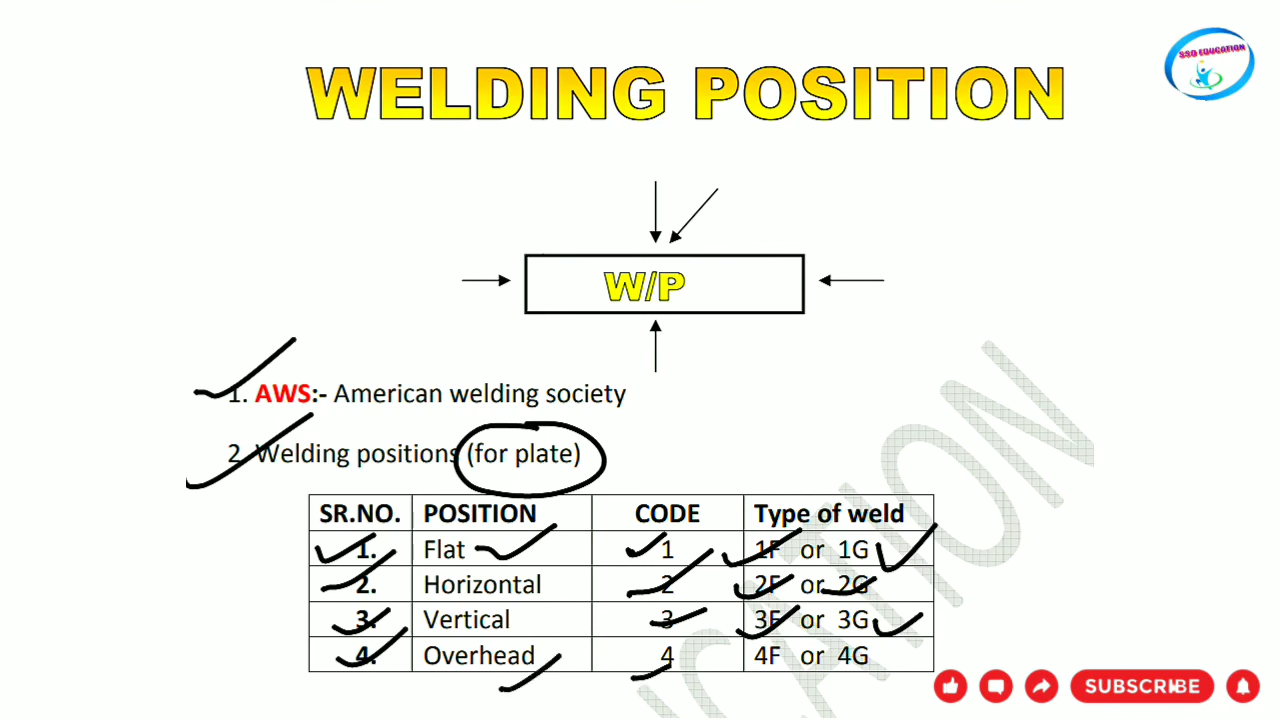 SSD EDUCATION
WELDING POSITION
W/P
1. AWS:- American welding society
2. Welding positions (for plate)
SR.NO. POSITION CODE Type of weld
1. Flat 1 1F or 1G
2. Horizontal 2 2F or 2G
3. Vertical 3 3F or 3G
4. Overhead 4 4F or 4G
UCATION
SUBSCRIBE